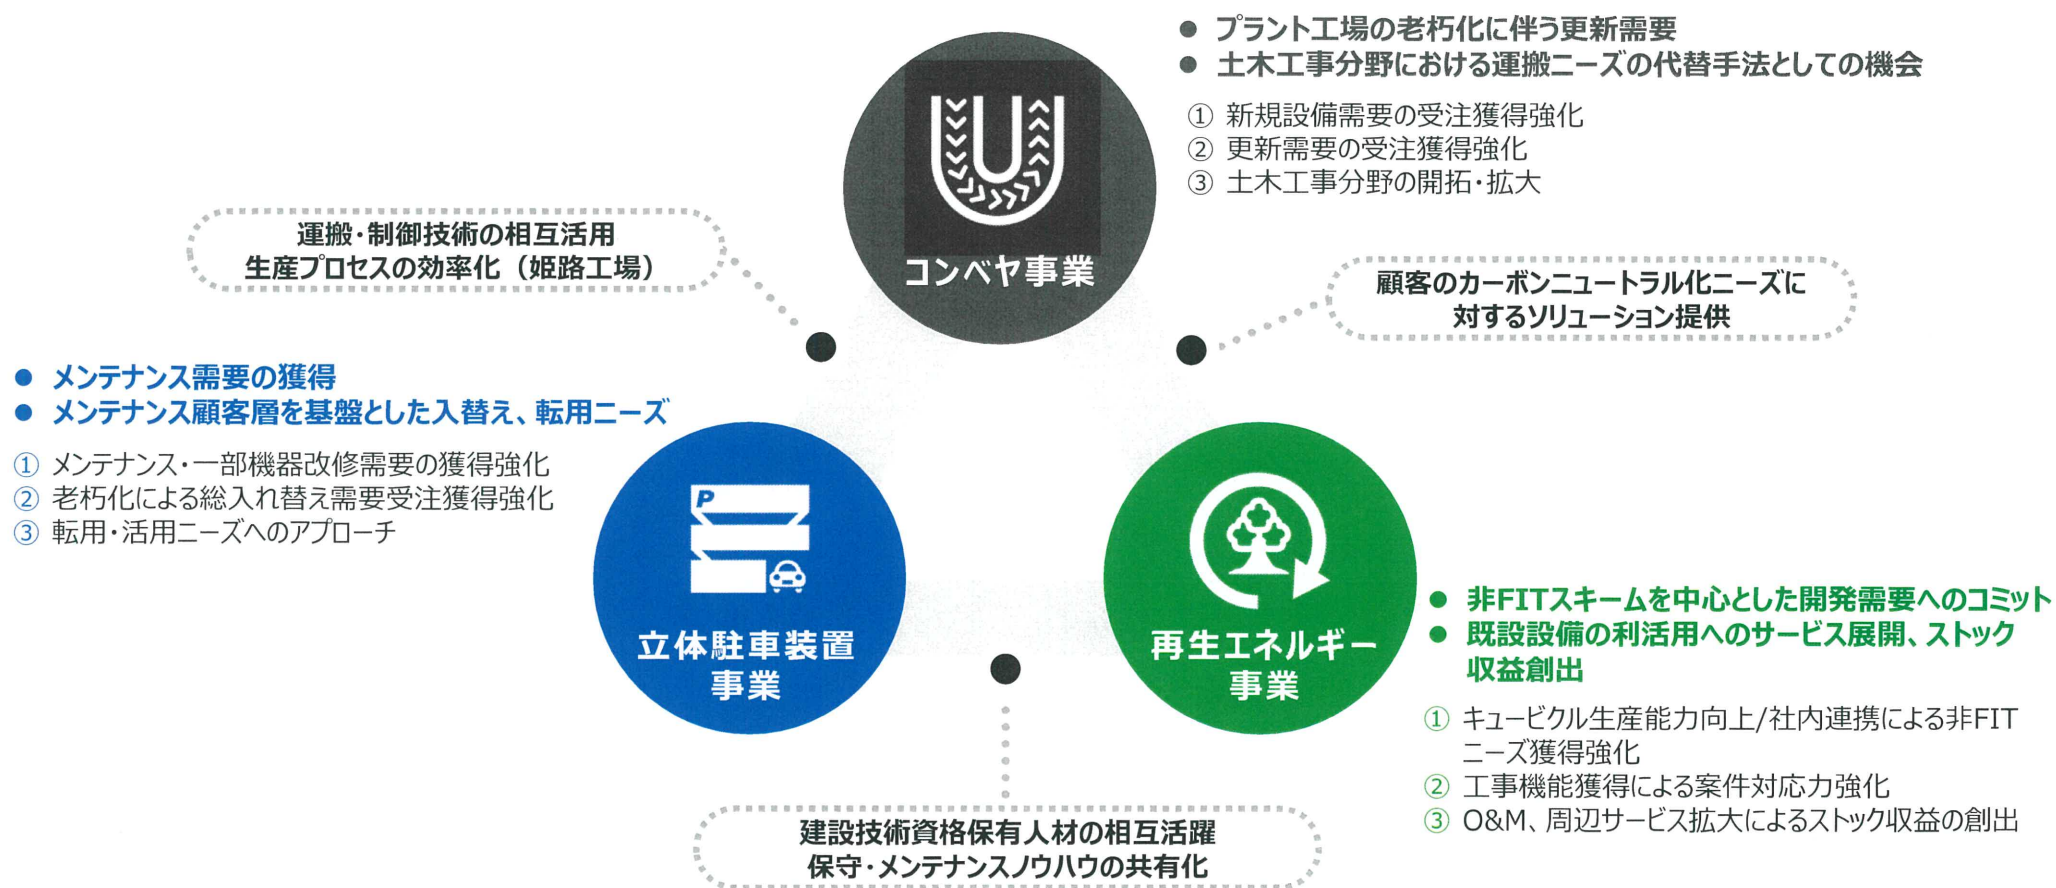 ● プラント工場の老朽化に伴う更新需要
● 土木工事分野における運搬ニーズの代替手法としての機会
① 新規設備需要の受注獲得強化
② 更新需要の受注獲得強化
③ 土木工事分野の開拓・拡大
コンベヤ事業
運搬・制御技術の相互活用
生産プロセスの効率化（姫路工場）
顧客のカーボンニュートラル化ニーズに
対するソリューション提供
● メンテナンス需要の獲得
● メンテナンス顧客層を基盤とした入替え、転用ニーズ
① メンテナンス・一部機器改修需要の獲得強化
② 老朽化による総入れ替え需要受注獲得強化
③ 転用・活用ニーズへのアプローチ
P
立体駐車装置
事業
再生エネルギー
事業
● 非FITスキームを中心とした開発需要へのコミット
● 既設設備の利活用へのサービス展開、ストック
収益創出
① キュービクル生産能力向上/社内連携による非FIT
ニーズ獲得強化
② 工事機能獲得による案件対応力強化
③ O&M、周辺サービス拡大によるストック収益の創出
建設技術資格保有人材の相互活躍
保守・メンテナンスノウハウの共有化